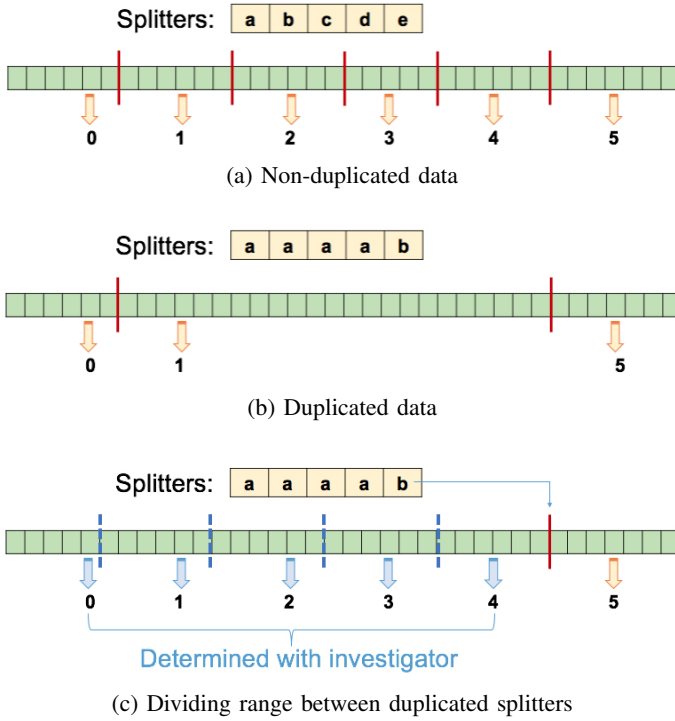 Splitters: a b c d e
0 1 2 3 4 5
(a) Non-duplicated data
Splitters: a a a a b
0 1 5
(b) Duplicated data
Splitters: a a a a b
0 1 2 3 4 5
Determined with investigator
(c) Dividing range between duplicated splitters